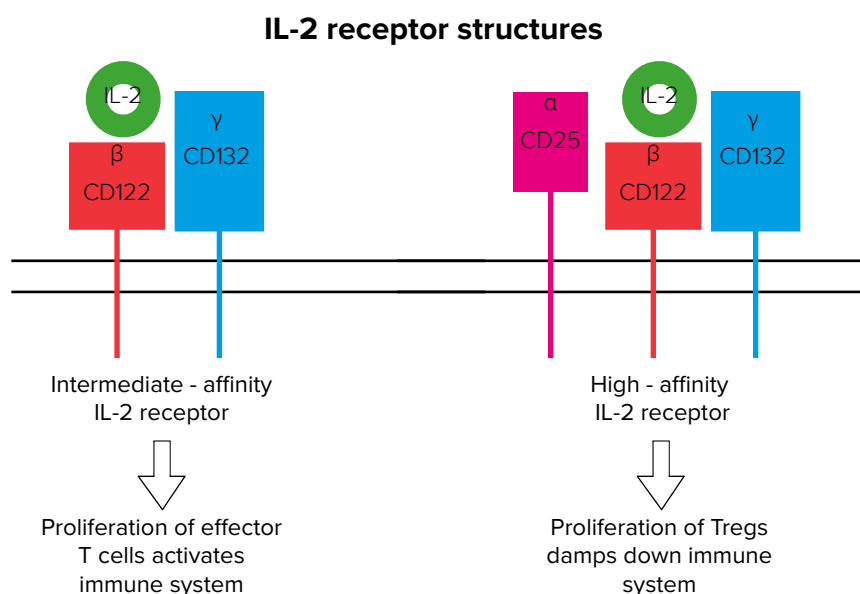 IL-2 receptor structures
IL-2
γ
CD132
β
CD122
α
CD25
IL-2
γ
CD132
β
CD122
Intermediate - affinity
IL-2 receptor
High - affinity
IL-2 receptor
Proliferation of effector
T cells activates
immune system
Proliferation of Tregs
damps down immune
system